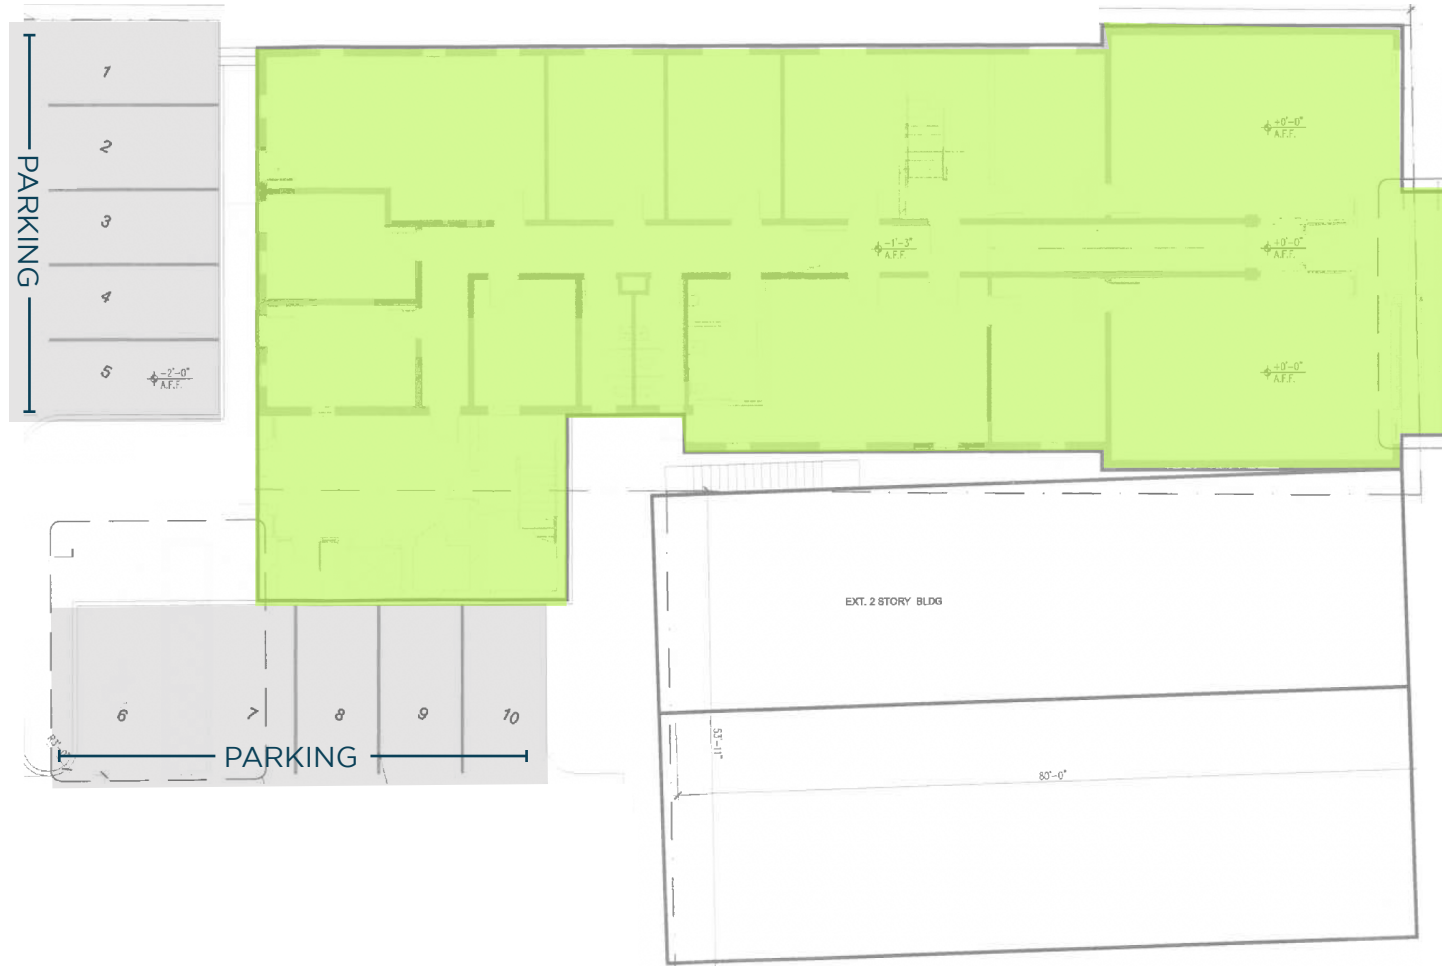 1
2
3
4
5
PARKING
-2'-0"
A.F.F.
+0'-0"
A.F.F.
-1'-3"
A.F.F.
+0'-0"
A.F.F.
+0'-0"
A.F.F.
EXT. 2 STORY BLDG
6
7
8
9
10
PARKING
53'-11"
80'-0"